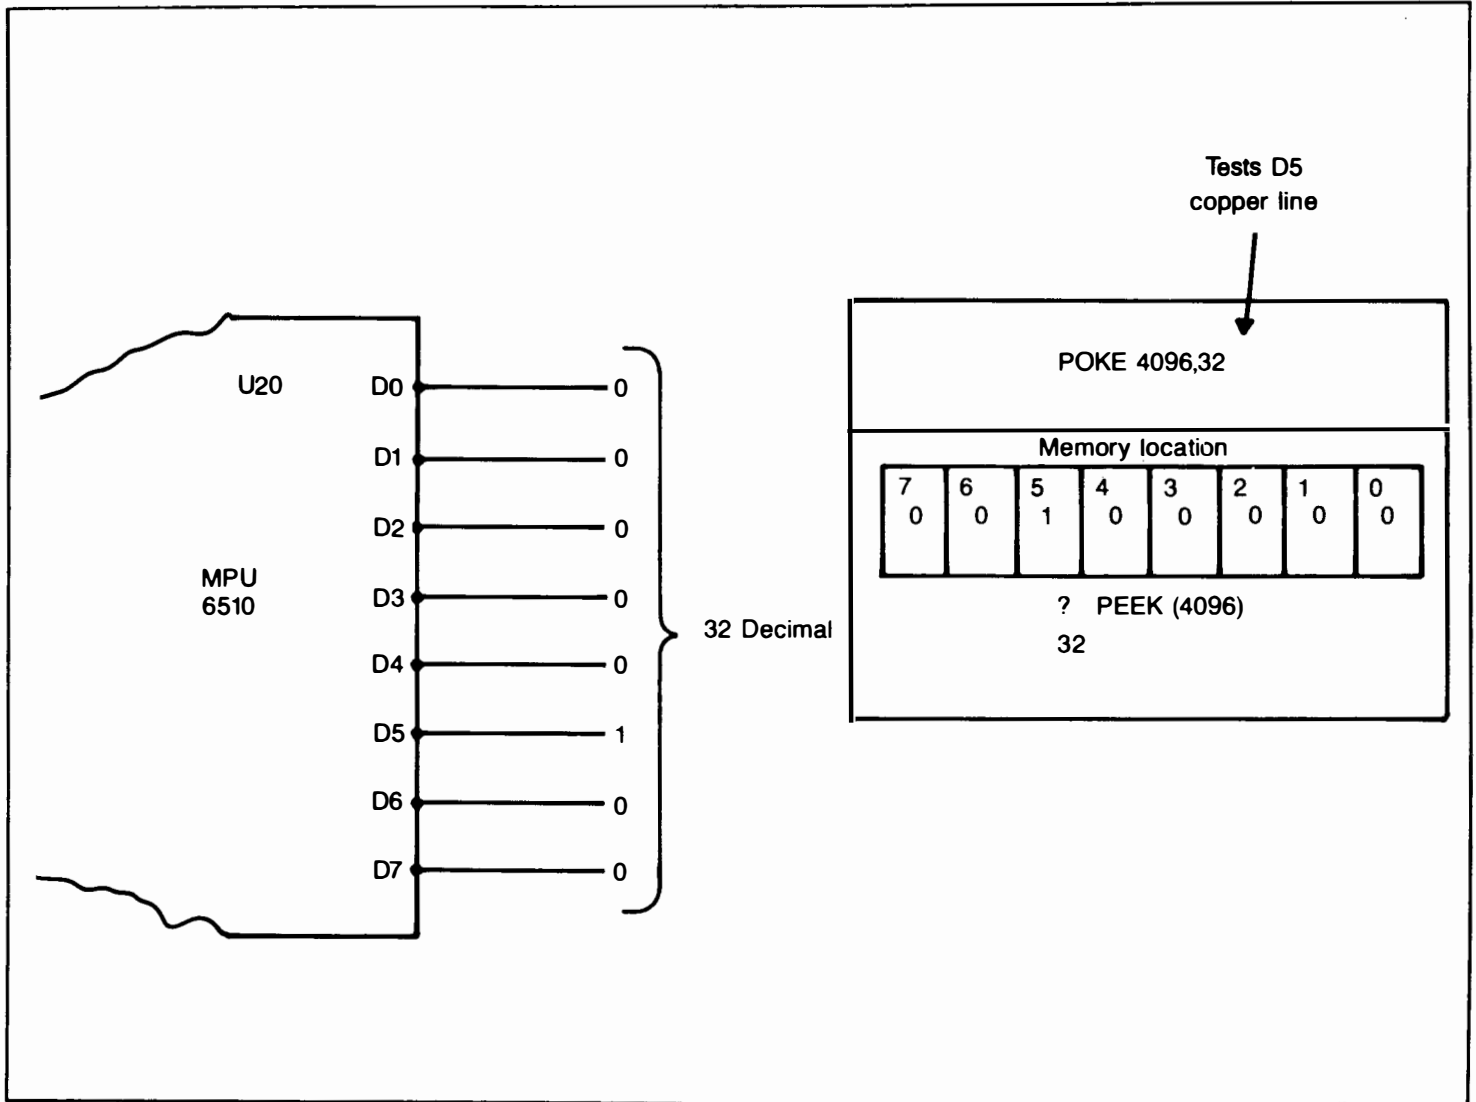 Tests D5
copper line
U20
D0 0
D1 0
D2 0
MPU
6510
D3 0
D4 0
D5 1
D6 0
D7 0
32 Decimal
POKE 4096,32
Memory location
7 6 5 4 3 2 1 0
0 0 1 0 0 0 0 0
? PEEK (4096)
32